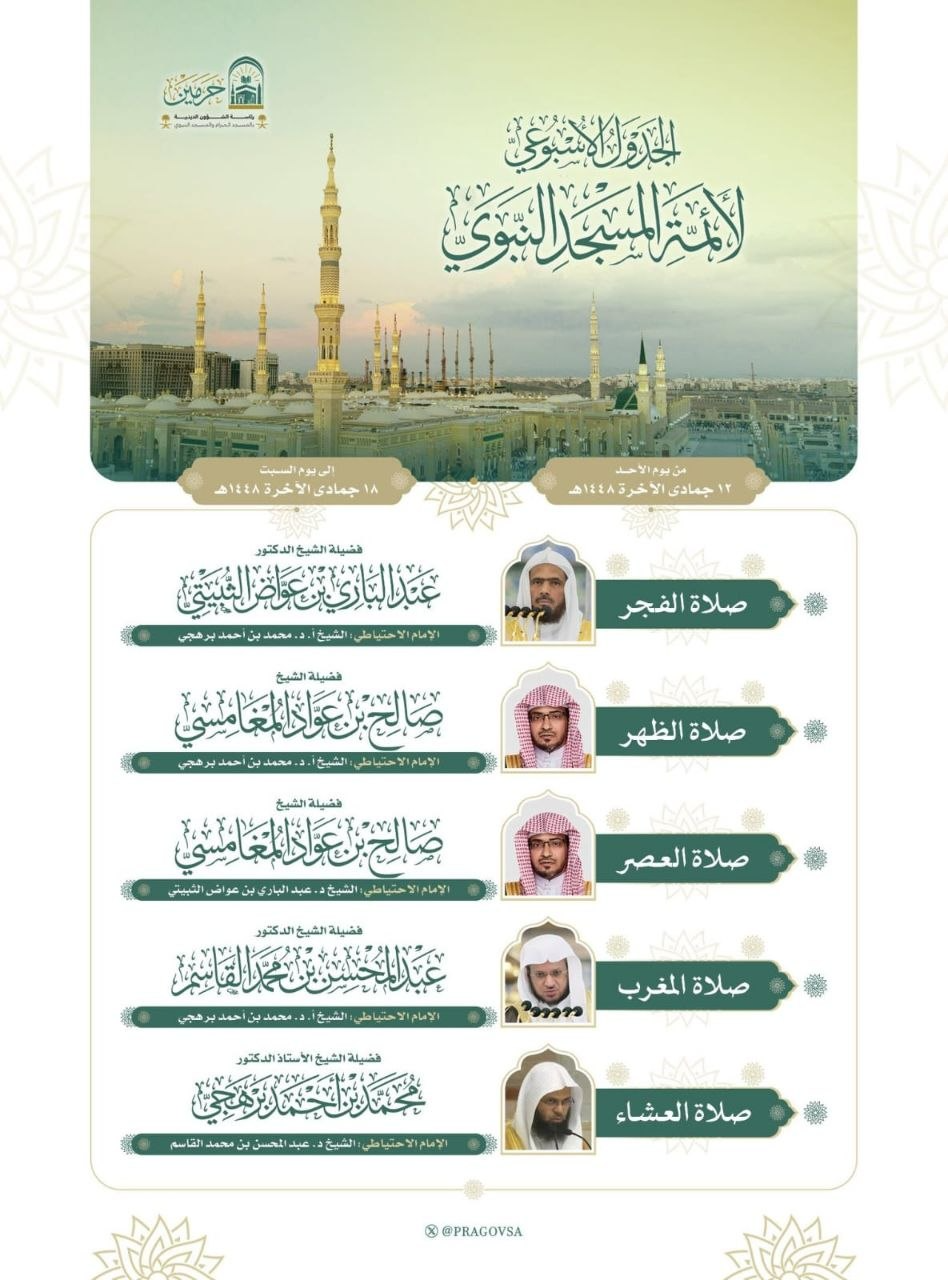 حرمين
رئاسة الشؤون الدينية
بالمسجد الحرام والمسجد النبوي
الجدول الأسبوعي
لأئمة المسجد النبوي
من يوم الأحد
١٢ جمادى الآخرة ١٤٤٨هـ
الى يوم السبت
١٨ جمادى الآخرة ١٤٤٨هـ
صلاة الفجر
فضيلة الشيخ الدكتور
عبد الباري بن عواض الثبيتي
الإمام الاحتياطي: الشيخ أ. د. محمد بن أحمد برهجي
صلاة الظهر
فضيلة الشيخ
صالح بن عواد المغامسي
الإمام الاحتياطي: الشيخ أ. د. محمد بن أحمد برهجي
صلاة العصر
فضيلة الشيخ
صالح بن عواد المغامسي
الإمام الاحتياطي: الشيخ د. عبد الباري بن عواض الثبيتي
صلاة المغرب
فضيلة الشيخ الدكتور
عبد المحسن بن محمد القاسم
الإمام الاحتياطي: الشيخ أ. د. محمد بن أحمد برهجي
صلاة العشاء
فضيلة الشيخ الأستاذ الدكتور
محمد بن أحمد برهجي
الإمام الاحتياطي: الشيخ د. عبد المحسن بن محمد القاسم
@PRAGOVSA